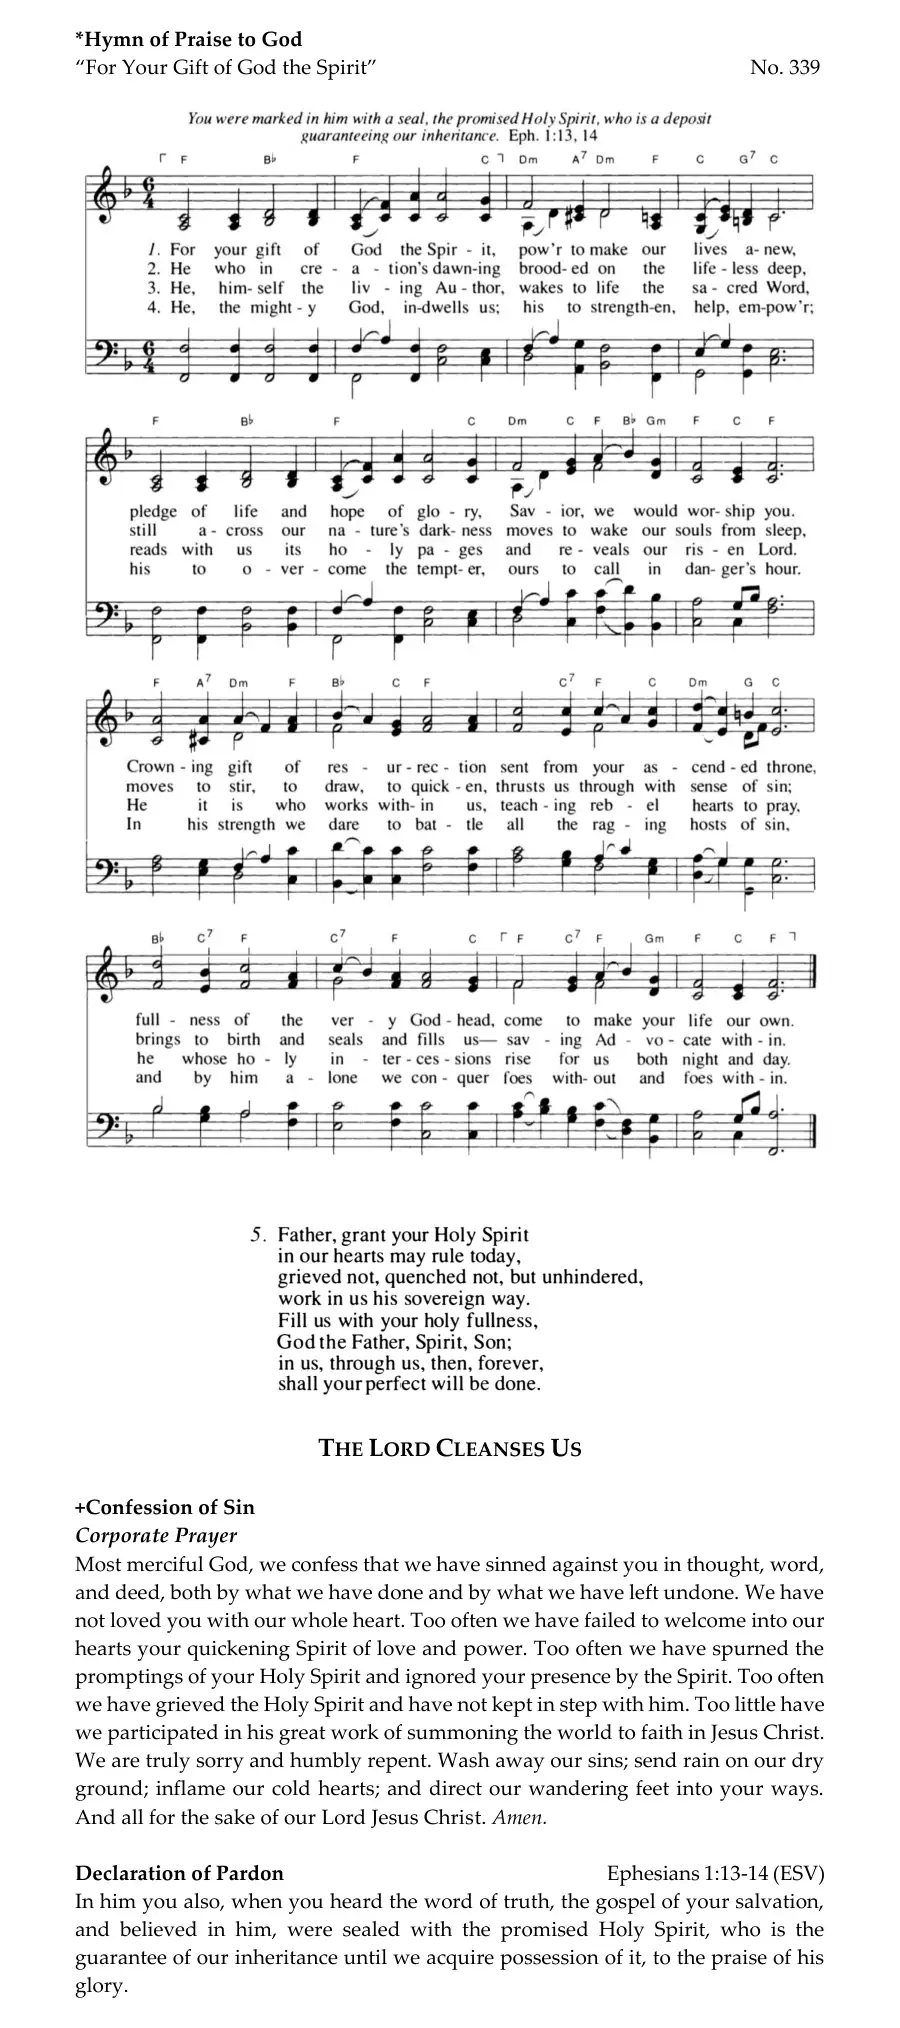 *Hymn of Praise to God
“For Your Gift of God the Spirit” No. 339
You were marked in him with a seal, the promised Holy Spirit, who is a deposit
guaranteeing our inheritance. Eph. 1:13, 14
F B♭ F C Dm A7 Dm F C G7 C
1. For your gift of God the Spir - it, pow’r to make our lives a- new,
2. He who in cre - a - tion’s dawn-ing brood- ed on the life - less deep,
3. He, him- self the liv - ing Au - thor, wakes to life the sa - cred Word,
4. He, the might - y God, in-dwells us; his to strength-en, help, em-pow’r;
F B♭ F C Dm C F B♭ Gm F C F
pledge of life and hope of glo - ry, Sav - ior, we would wor- ship you.
still a - cross our na - ture’s dark- ness moves to wake our souls from sleep,
reads with us its ho - ly pa - ges and re - veals our ris - en Lord.
his to o - ver - come the tempt- er, ours to call in dan- ger’s hour.
F A7 Dm F B♭ C F C7 F C Dm G C
Crown - ing gift of res - ur - rec - tion sent from your as - cend - ed throne,
moves to stir, to draw, to quick - en, thrusts us through with sense of sin;
He it is who works with- in us, teach - ing reb - el hearts to pray,
In his strength we dare to bat - tle all the rag - ing hosts of sin,
B♭ C7 F C7 F C F C7 F Gm F C F
full - ness of the ver - y God - head, come to make your life our own.
brings to birth and seals and fills us— sav - ing Ad - vo - cate with - in.
he whose ho - ly in - ter - ces - sions rise for us both night and day.
and by him a - lone we con - quer foes with- out and foes with - in.
5. Father, grant your Holy Spirit
in our hearts may rule today,
grieved not, quenched not, but unhindered,
work in us his sovereign way.
Fill us with your holy fullness,
God the Father, Spirit, Son;
in us, through us, then, forever,
shall your perfect will be done.
THE LORD CLEANSES US
+Confession of Sin
Corporate Prayer
Most merciful God, we confess that we have sinned against you in thought, word,
and deed, both by what we have done and by what we have left undone. We have
not loved you with our whole heart. Too often we have failed to welcome into our
hearts your quickening Spirit of love and power. Too often we have spurned the
promptings of your Holy Spirit and ignored your presence by the Spirit. Too often
we have grieved the Holy Spirit and have not kept in step with him. Too little have
we participated in his great work of summoning the world to faith in Jesus Christ.
We are truly sorry and humbly repent. Wash away our sins; send rain on our dry
ground; inflame our cold hearts; and direct our wandering feet into your ways.
And all for the sake of our Lord Jesus Christ. Amen.
Declaration of Pardon Ephesians 1:13-14 (ESV)
In him you also, when you heard the word of truth, the gospel of your salvation,
and believed in him, were sealed with the promised Holy Spirit, who is the
guarantee of our inheritance until we acquire possession of it, to the praise of his
glory.